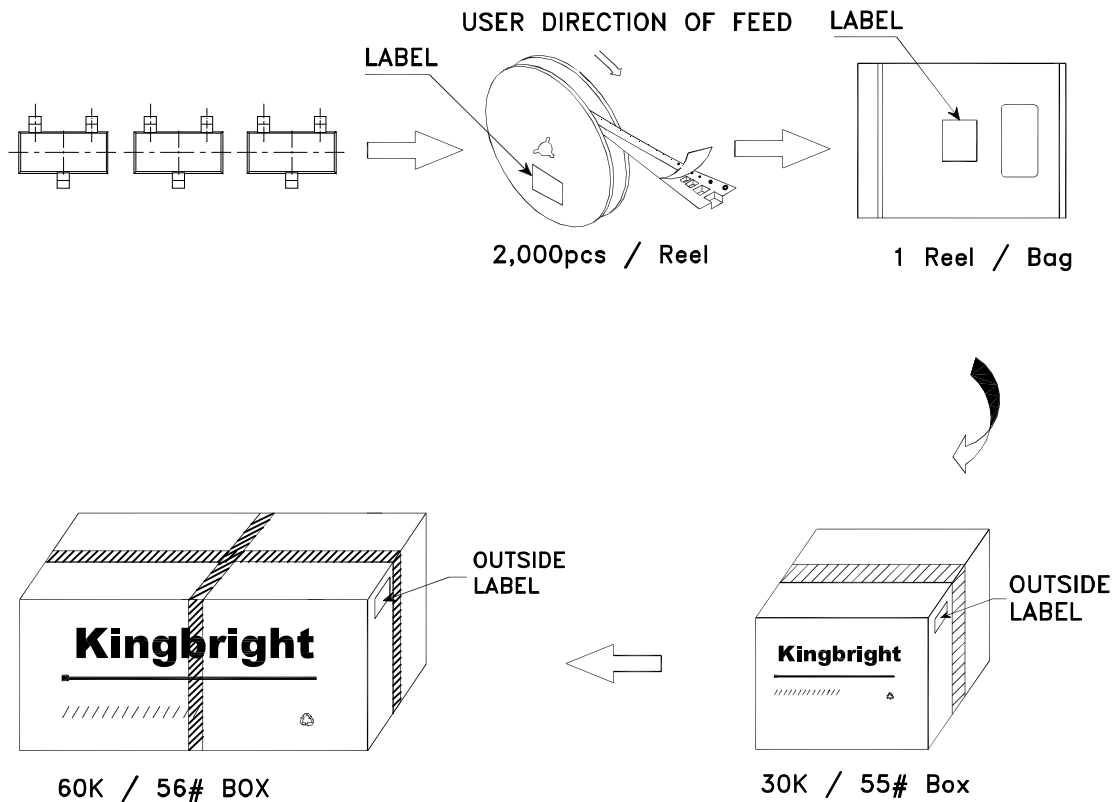 USER DIRECTION OF FEED
LABEL
LABEL
2,000pcs / Reel
1 Reel / Bag
OUTSIDE
LABEL
Kingbright
60K / 56# BOX
OUTSIDE
LABEL
Kingbright
30K / 55# Box